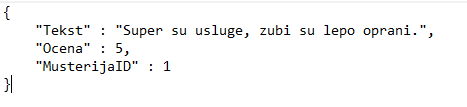 {
"Tekst" : "Super su usluge, zubi su lepo oprani.",
"Ocena" : 5,
"MusterijaID" : 1
}